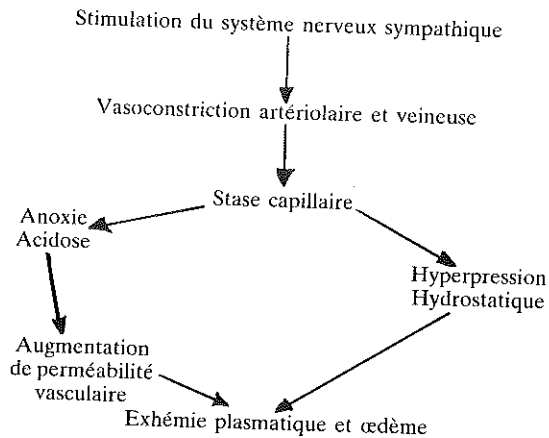 Stimulation du système nerveux sympathique
Vasoconstriction artériolaire et veineuse
Stase capillaire
Anoxie
Acidose
Hyperpression
Hydrostatique
Augmentation
de perméabilité
vasculaire
Exhémie plasmatique et œdème